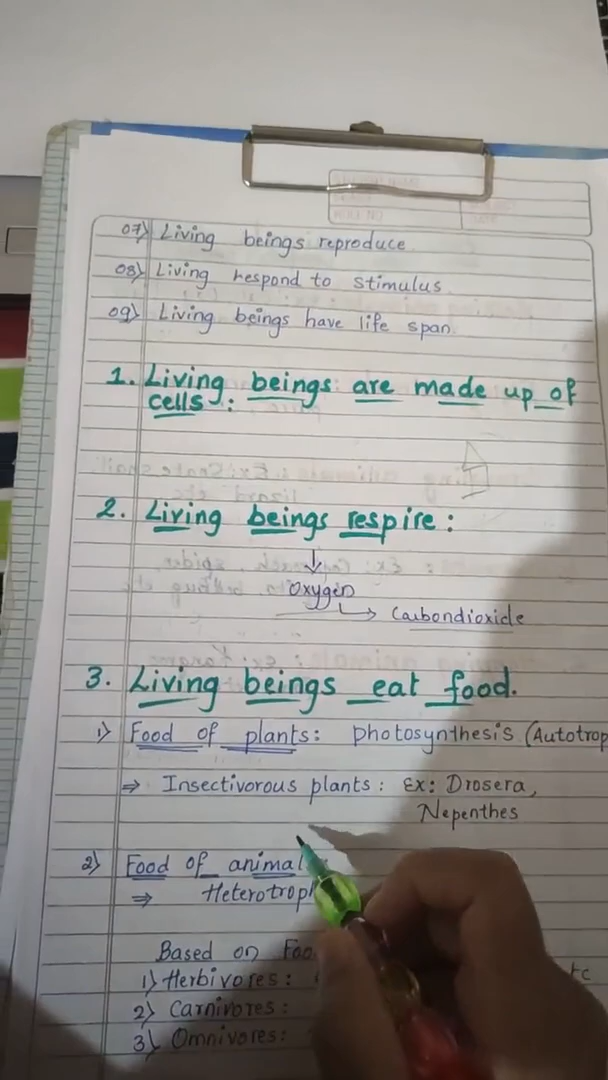 07) Living beings reproduce
08) Living respond to stimulus
09) Living beings have life span.
1. Living beings are made up of
cells :
2. Living beings respire :
Oxygen
Carbondioxide
3. Living beings eat food.
1) Food of plants: photosynthesis (Autotrop
⇒ Insectivorous plants : Ex: Drosera,
Nepenthes
2) Food of animal
⇒ Heterotroph
Based on Foo
1) Herbivores : etc
2) Carnivores :
3) Omnivores: